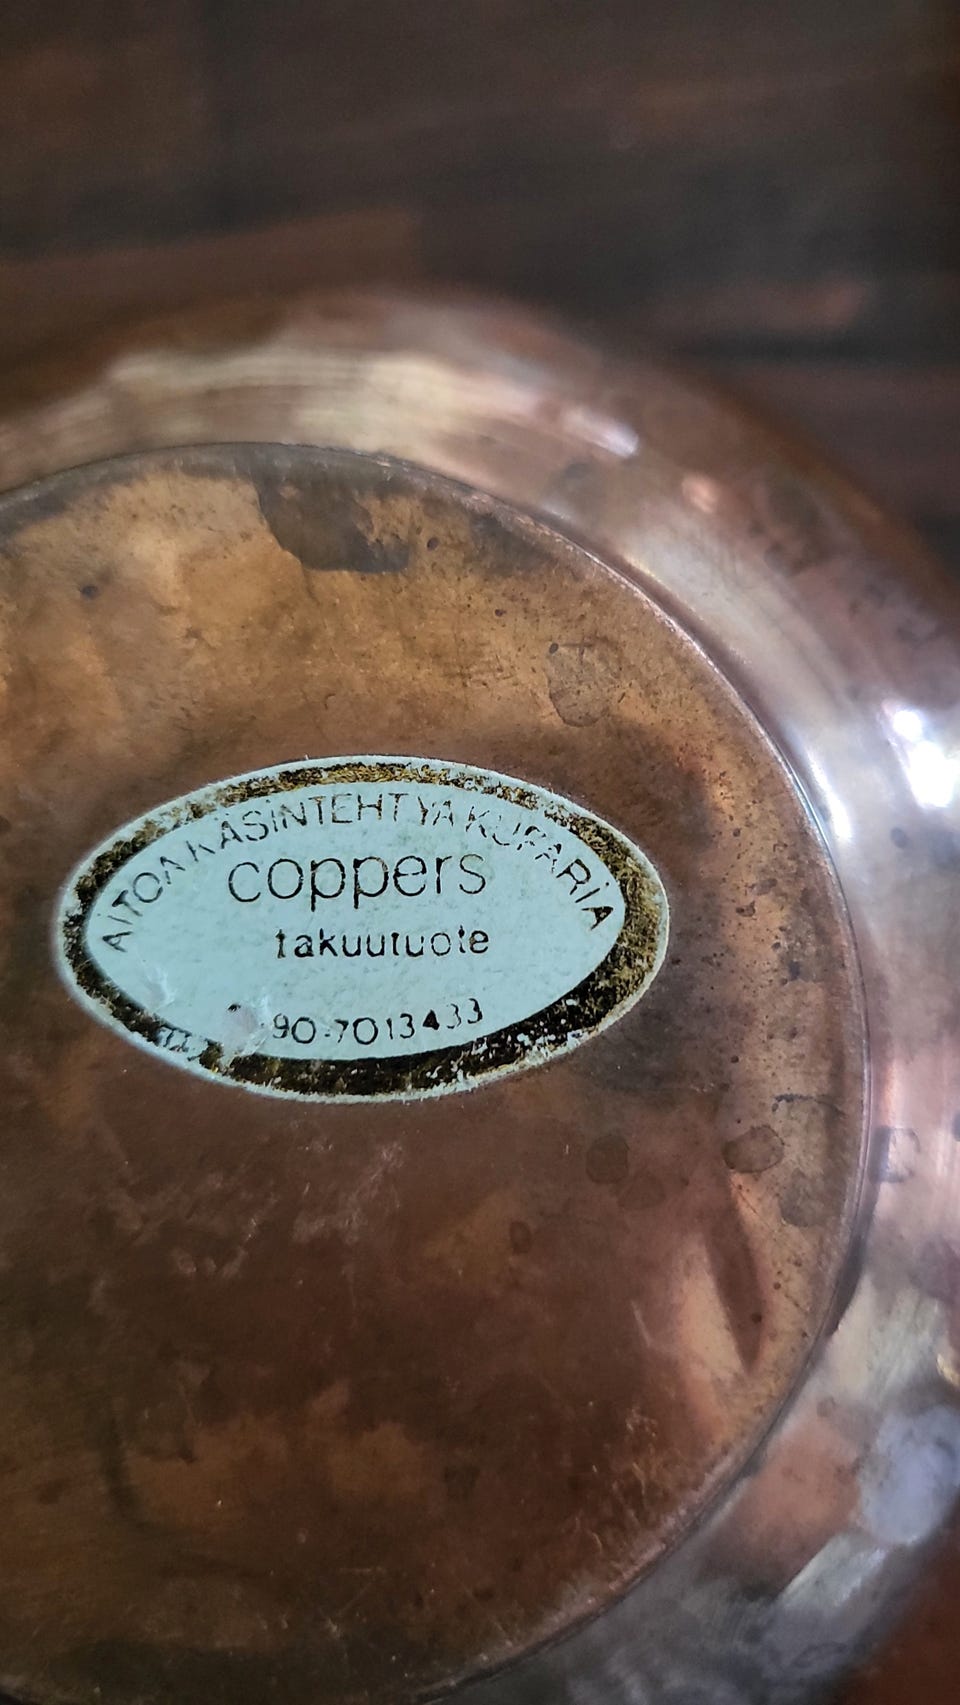 AITOA KÄSINTEHTYÄ KUPARIA
coppers
takuutuote
90-7013433